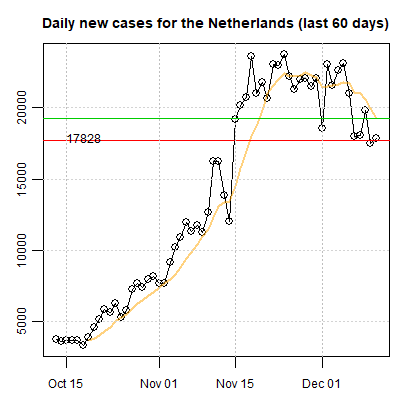 Daily new cases for the Netherlands (last 60 days)
20000
17828
15000
10000
5000
Oct 15 Nov 01 Nov 15 Dec 01